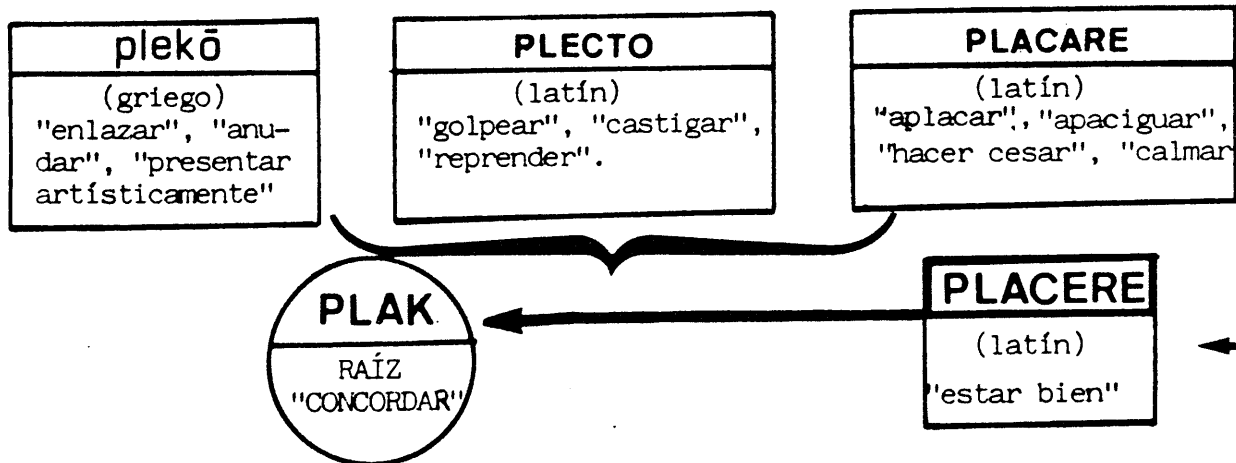 plekō
(griego)
"enlazar", "anu-
dar", "presentar
artísticamente"
PLECTO
(latín)
"golpear", "castigar",
"reprender".
PLACARE
(latín)
"aplacar", "apaciguar",
"hacer cesar", "calmar
PLAK
RAÍZ
"CONCORDAR"
PLACERE
(latín)
"estar bien"